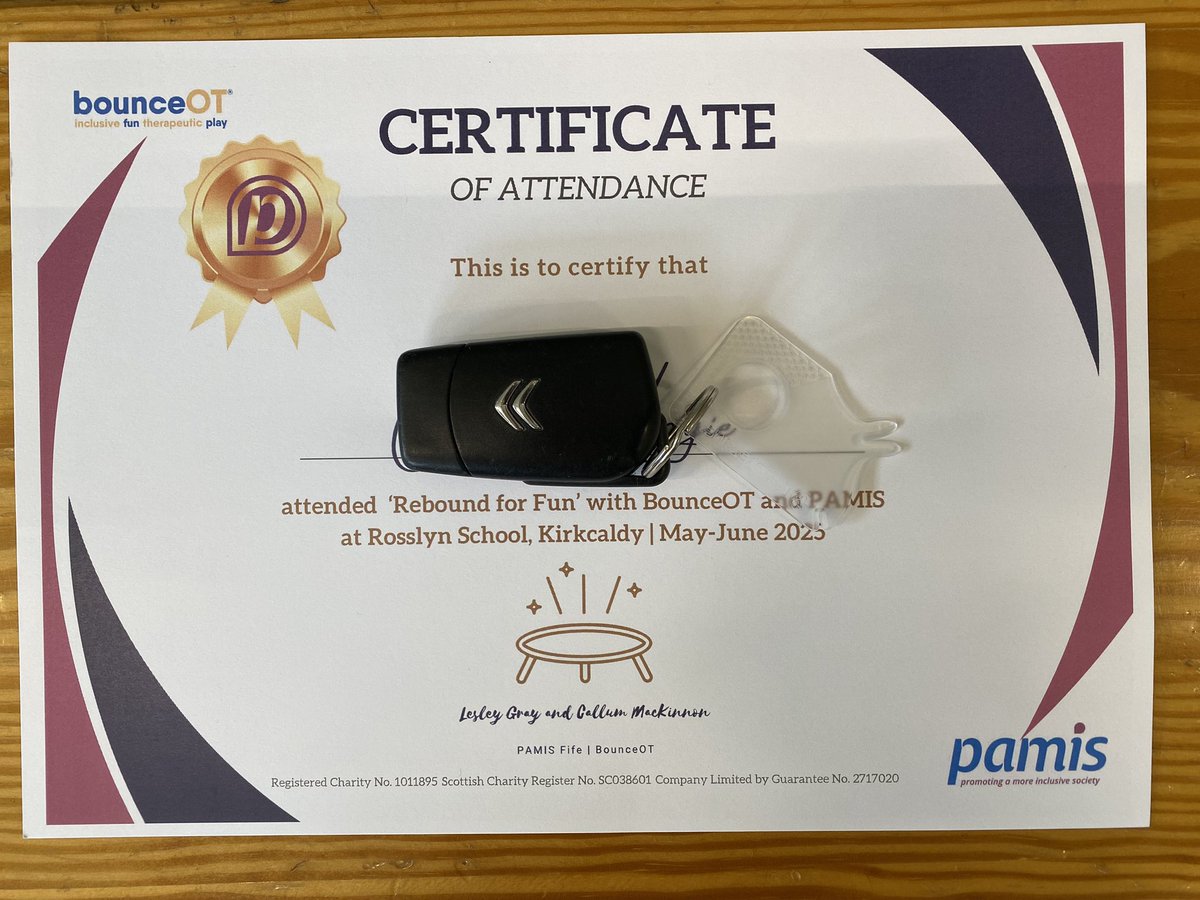 bounceOT®
inclusive fun therapeutic play
CERTIFICATE
OF ATTENDANCE
This is to certify that
attended 'Rebound for Fun' with BounceOT and PAMIS
at Rosslyn School, Kirkcaldy | May-June 2025
Lesley Gray and Callum MacKinnon
PAMIS Fife | BounceOT
Registered Charity No. 1011895 Scottish Charity Register No. SC038601 Company Limited by Guarantee No. 2717020
pamis
promoting a more inclusive society